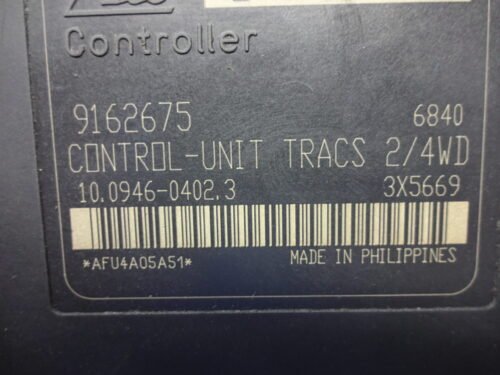 Controller
9162675 6840
CONTROL-UNIT TRACS 2/4WD
10.0946-0402.3 3X5669
*AFU4A05A51* MADE IN PHILIPPINES